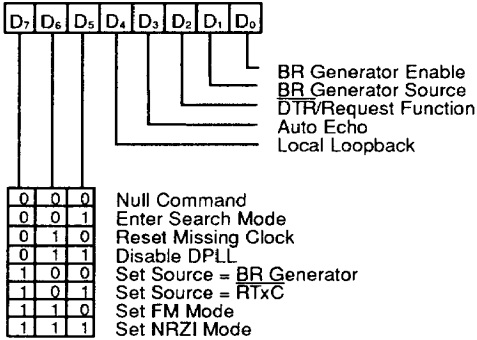 D7 D6 D5 D4 D3 D2 D1 D0
BR Generator Enable
BR Generator Source
DTR/Request Function
Auto Echo
Local Loopback
0 0 0 Null Command
0 0 1 Enter Search Mode
0 1 0 Reset Missing Clock
0 1 1 Disable DPLL
1 0 0 Set Source = BR Generator
1 0 1 Set Source = RTxC
1 1 0 Set FM Mode
1 1 1 Set NRZI Mode